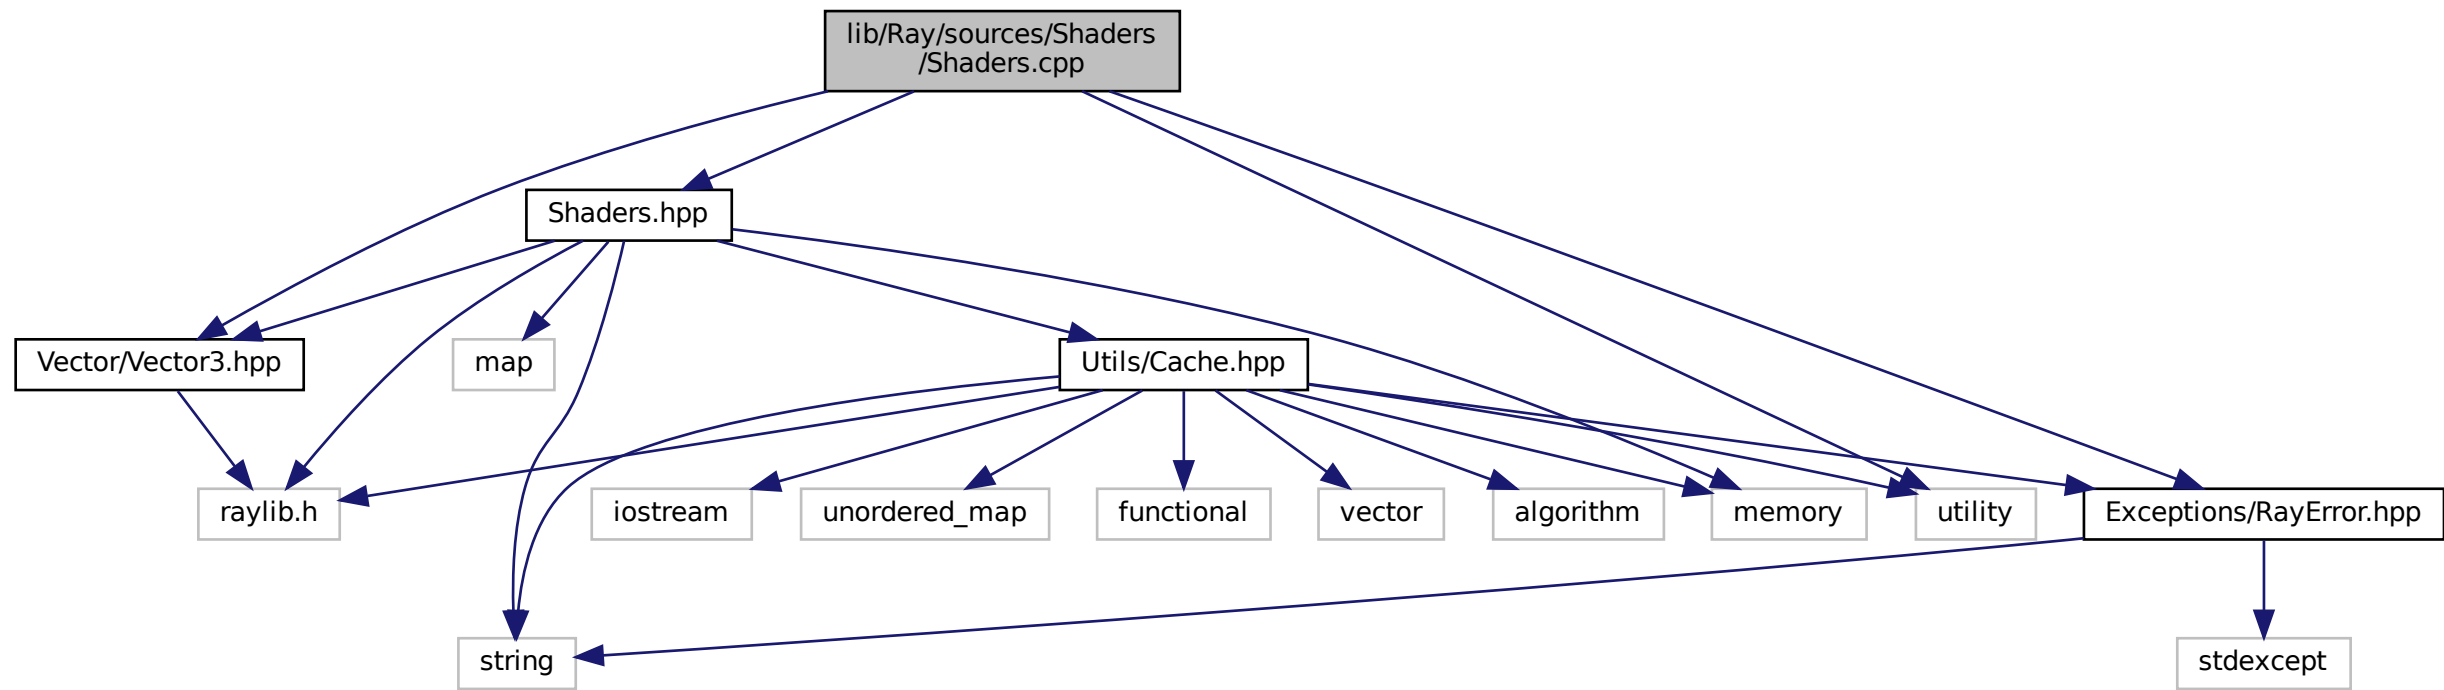 lib/Ray/sources/Shaders
/Shaders.cpp
Shaders.hpp
Vector/Vector3.hpp
map
Utils/Cache.hpp
raylib.h
iostream
unordered_map
functional
vector
algorithm
memory
utility
Exceptions/RayError.hpp
string
stdexcept